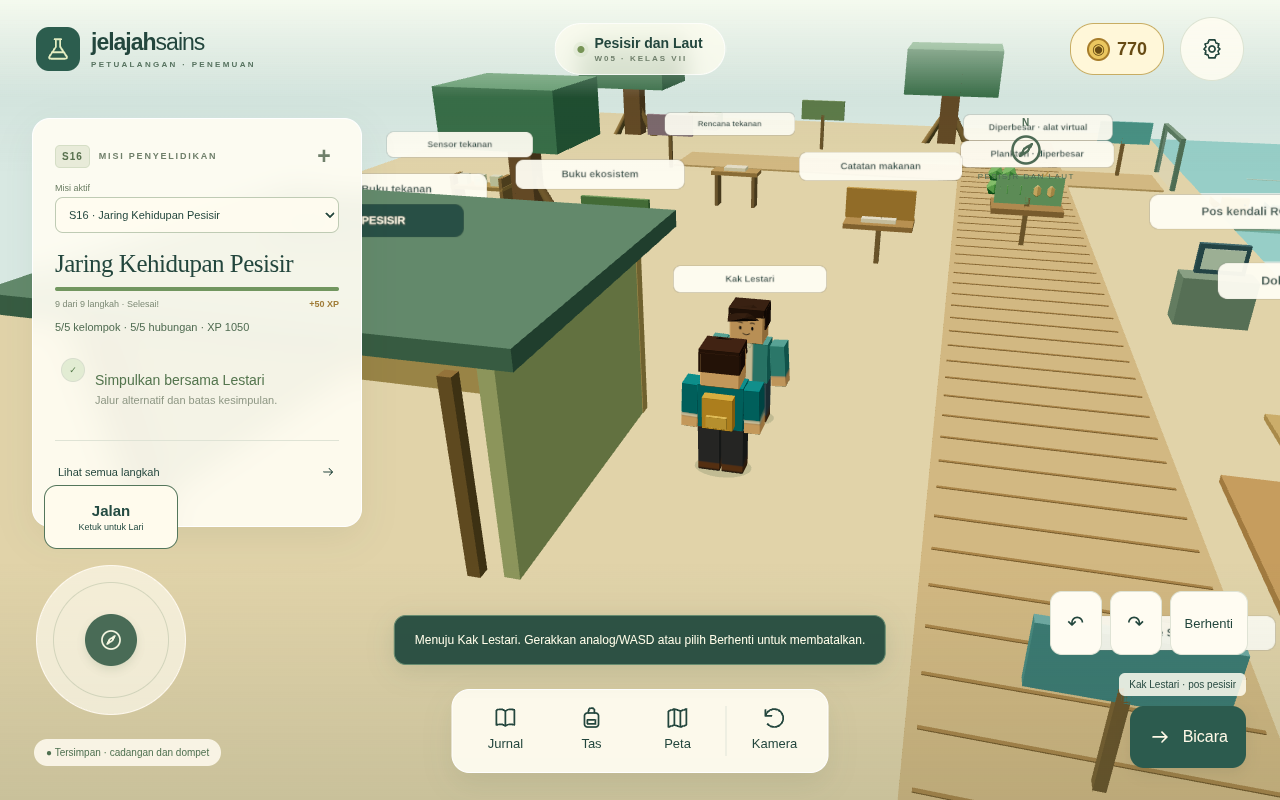 jelajahsains
PETUALANGAN · PENEMUAN
Pesisir dan Laut
W05 · KELAS VII
770
S16 MISI PENYELIDIKAN
Misi aktif
S16 · Jaring Kehidupan Pesisir
Jaring Kehidupan Pesisir
9 dari 9 langkah · Selesai!
+50 XP
5/5 kelompok · 5/5 hubungan · XP 1050
Simpulkan bersama Lestari
Jalur alternatif dan batas kesimpulan.
Lihat semua langkah
Jalan
Ketuk untuk Lari
Tersimpan · cadangan dan dompet
Sensor tekanan
Buku tekanan
PESISIR
Buku ekosistem
Rencana tekanan
Catatan makanan
Diperbesar · alat virtual
N
Plankton · diperbesar
PESISIR DAN LAUT
Pos kendali
Kak Lestari
Menuju Kak Lestari. Gerakkan analog/WASD atau pilih Berhenti untuk membatalkan.
Jurnal
Tas
Peta
Kamera
Berhenti
Kak Lestari · pos pesisir
Bicara